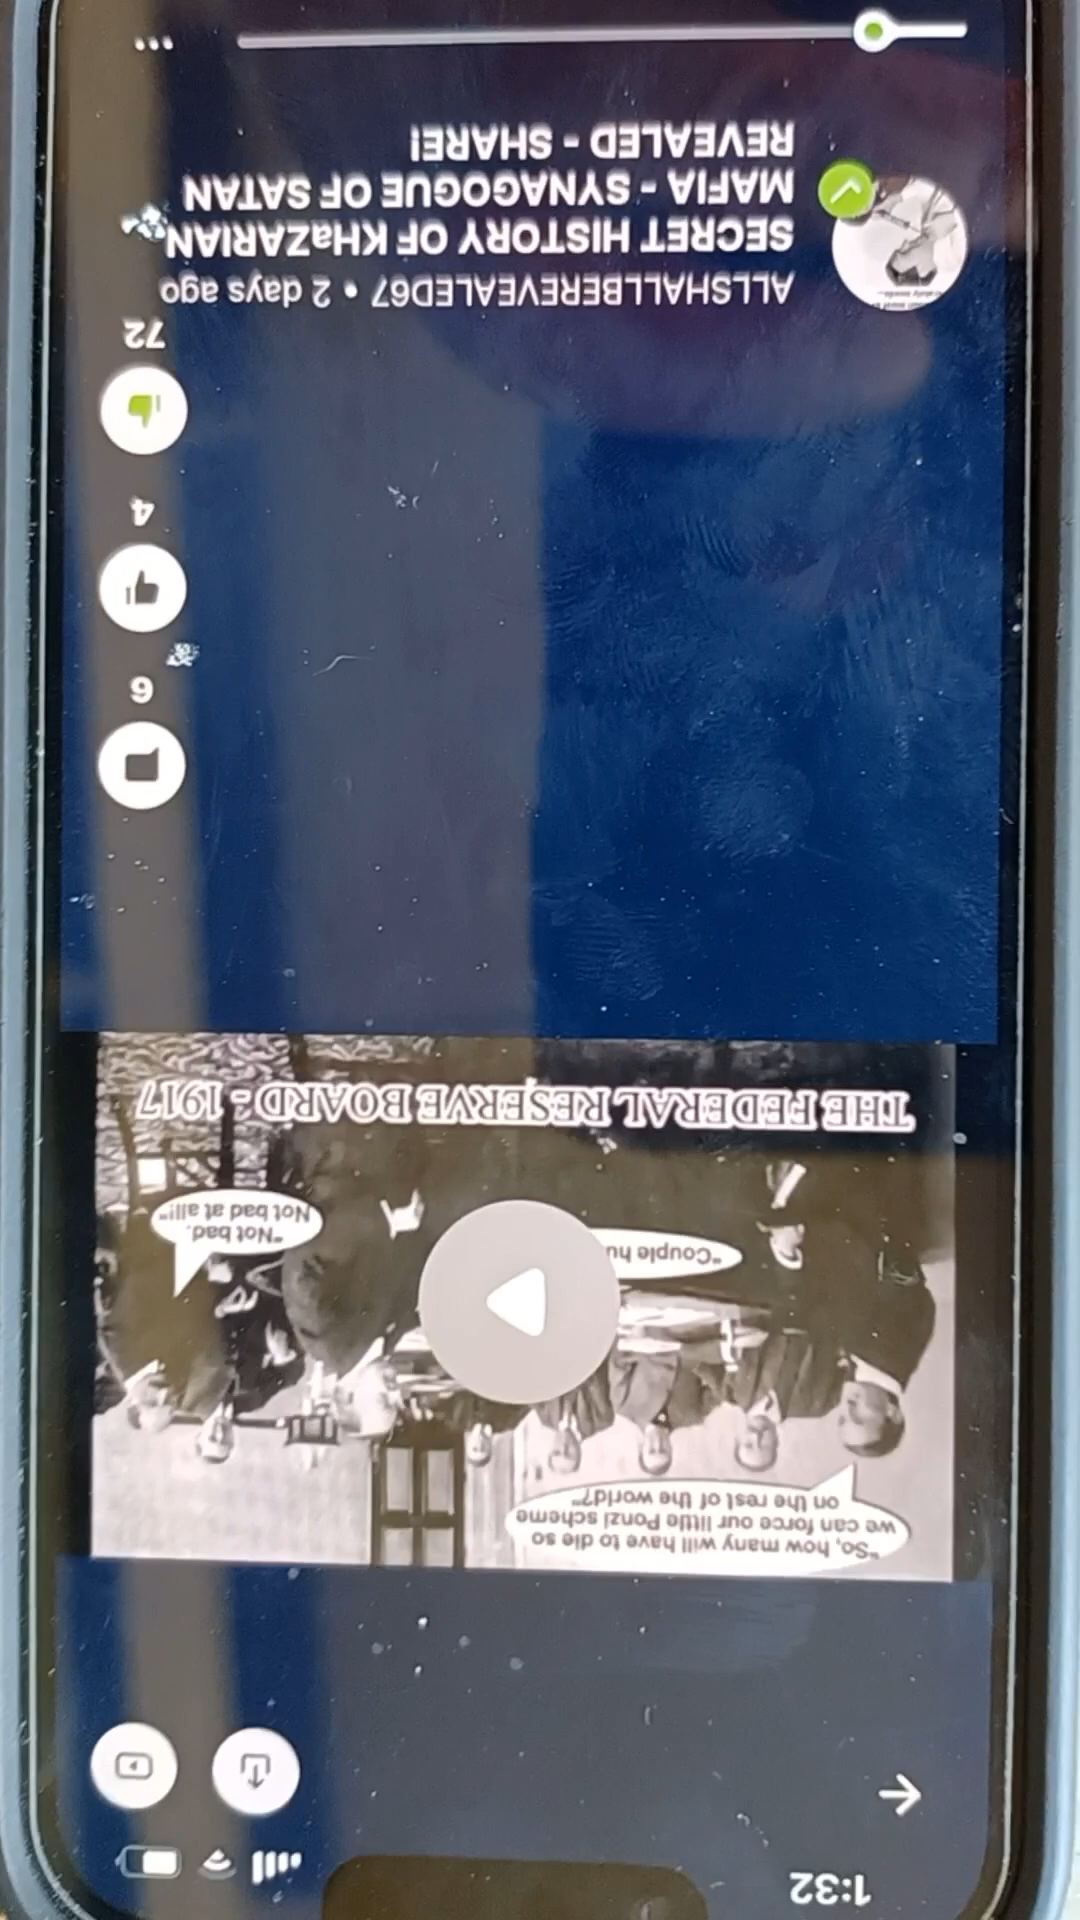 1:32
"So, how many will have to die so
we can force our little Ponzi scheme
on the rest of the world?"
"Couple hu
"Not bad.
Not bad at all!"
THE FEDERAL RESERVE BOARD - 1917
6
4
72
ALLSHALLBEREVEALED67 • 2 days ago
SECRET HISTORY OF KHAZARIAN
MAFIA - SYNAGOGUE OF SATAN
REVEALED - SHARE!